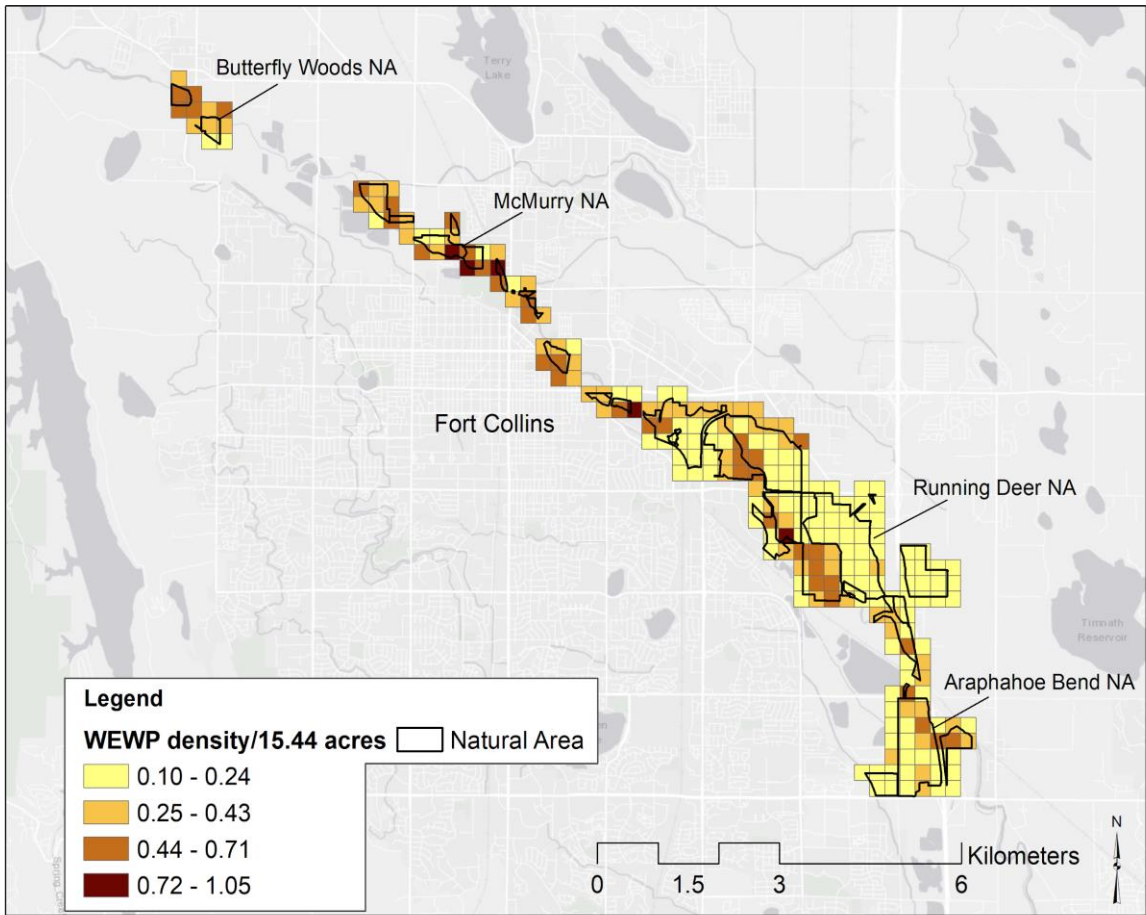 Terry
Lake
Butterfly Woods NA
McMurry NA
Fort Collins
Running Deer NA
Timnath
Reservoir
Araphahoe Bend NA
Legend
WEWP density/15.44 acres Natural Area
0.10 - 0.24
0.25 - 0.43
0.44 - 0.71
0.72 - 1.05
N
Kilometers
0 1.5 3 6